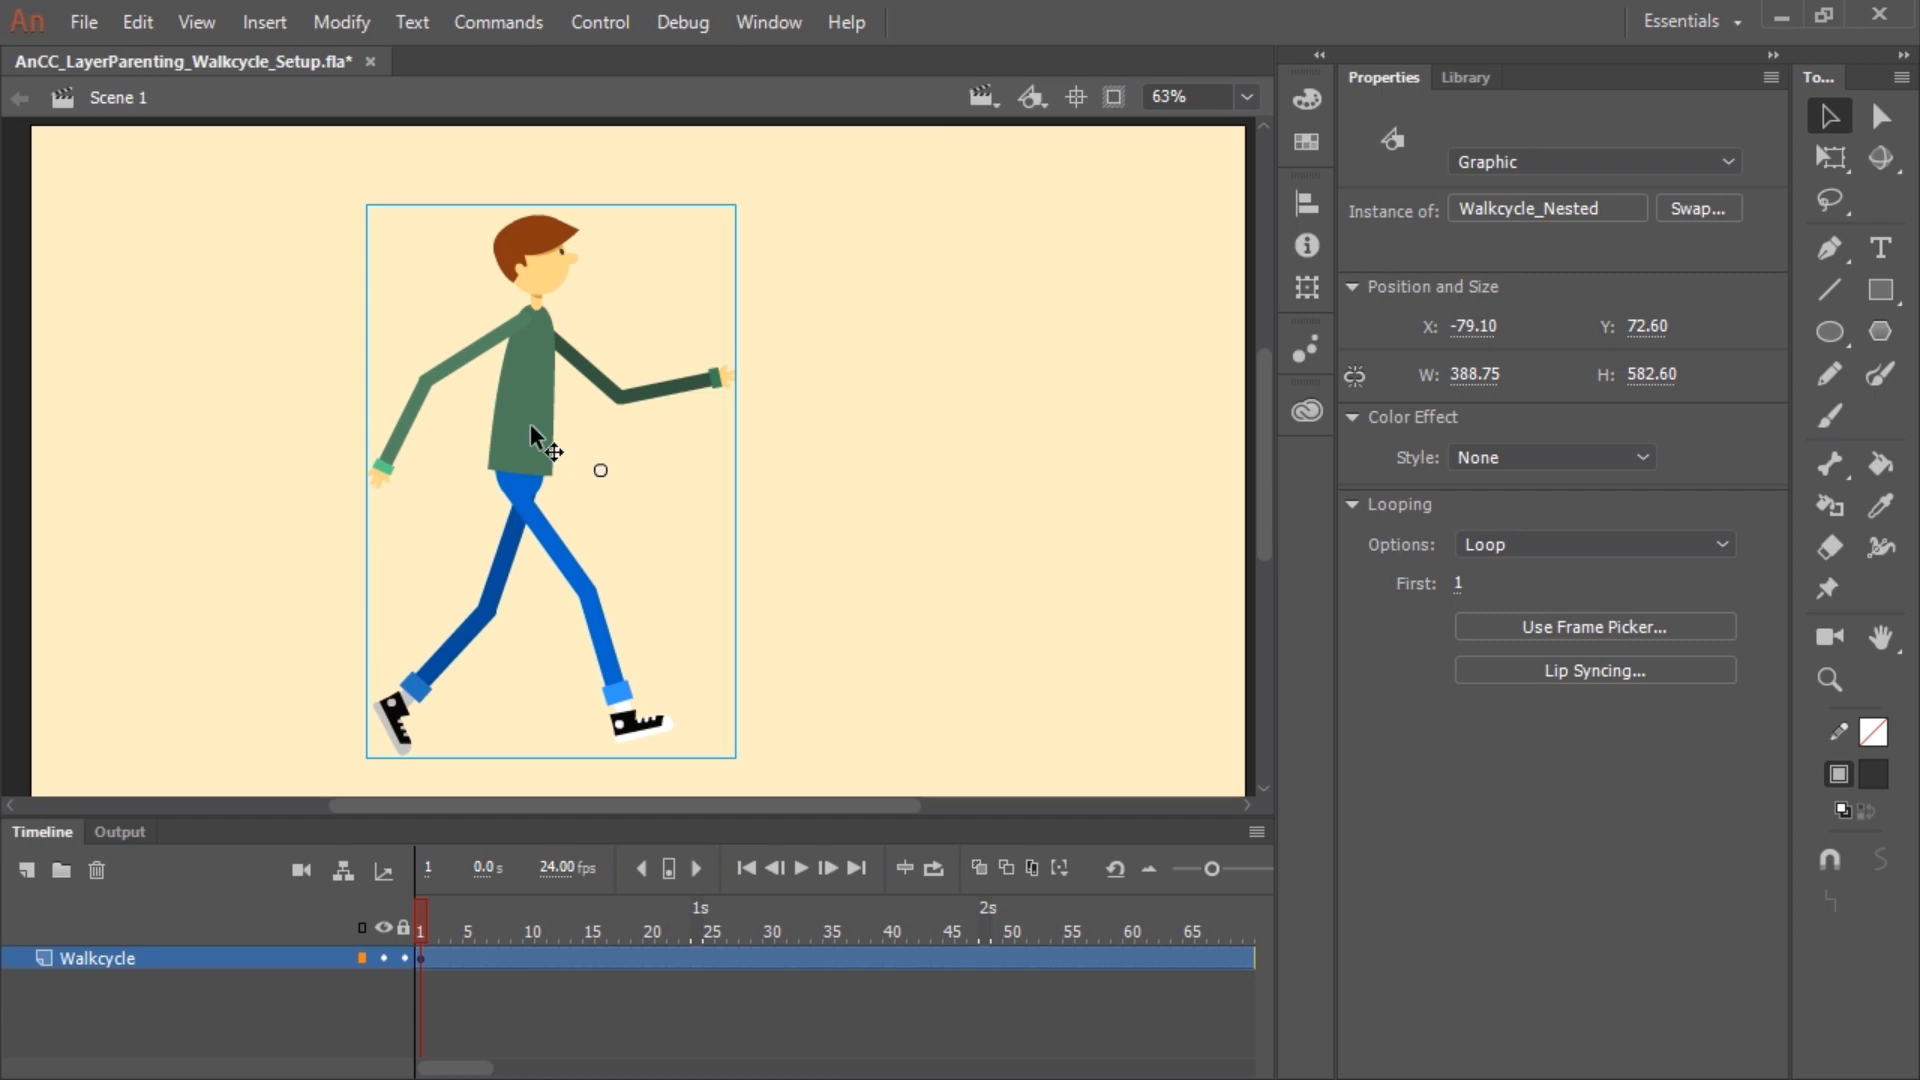 An File Edit View Insert Modify Text Commands Control Debug Window Help Essentials
AnCC_LayerParenting_Walkcycle_Setup.fla*
Scene 1
63%
Properties Library
To...
Graphic
Instance of: Walkcycle_Nested Swap...
Position and Size
X: -79.10 Y: 72.60
W: 388.75 H: 582.60
Color Effect
Style: None
Looping
Options: Loop
First: 1
Use Frame Picker...
Lip Syncing...
Timeline Output
1 0.0 s 24.00 fps
1s 2s
1 5 10 15 20 25 30 35 40 45 50 55 60 65
Walkcycle